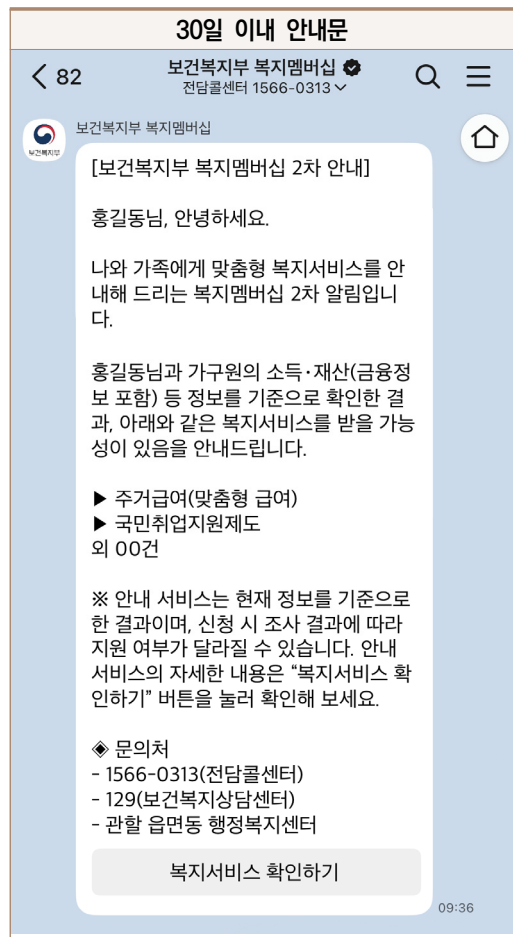 30일 이내 안내문
82
보건복지부 복지멤버십
전담콜센터 1566-0313
보건복지부 복지멤버십
보건복지부
[보건복지부 복지멤버십 2차 안내]
홍길동님, 안녕하세요.
나와 가족에게 맞춤형 복지서비스를 안
내해 드리는 복지멤버십 2차 알림입니
다.
홍길동님과 가구원의 소득·재산(금융정
보 포함) 등 정보를 기준으로 확인한 결
과, 아래와 같은 복지서비스를 받을 가능
성이 있음을 안내드립니다.
▶ 주거급여(맞춤형 급여)
▶ 국민취업지원제도
외 00건
※ 안내 서비스는 현재 정보를 기준으로
한 결과이며, 신청 시 조사 결과에 따라
지원 여부가 달라질 수 있습니다. 안내
서비스의 자세한 내용은 “복지서비스 확
인하기” 버튼을 눌러 확인해 보세요.
◈ 문의처
- 1566-0313(전담콜센터)
- 129(보건복지상담센터)
- 관할 읍면동 행정복지센터
복지서비스 확인하기
09:36